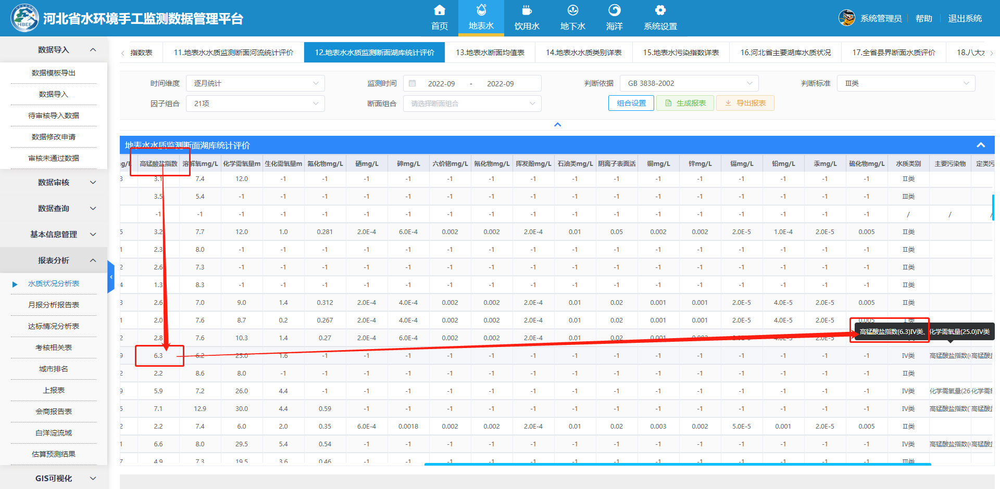 河北省水环境手工监测数据管理平台
首页 地表水 饮用水 地下水 海洋 系统设置
系统管理员 帮助 退出系统
HBEE
数据导入
数据模板导出
数据导入
待审核导入数据
数据修改申请
审核未通过数据
数据审核
数据查询
基本信息管理
报表分析
水质状况分析表
月报分析报告表
达标情况分析表
考核相关表
城市排名
上报表
会商报告表
白洋淀流域
估算预测结果
GIS可视化
指数表 11.地表水水质监测断面河流统计评价 12.地表水水质监测断面湖库统计评价 13.地表水断面均值表 14.地表水水质类别详表 15.地表水污染指数详表 16.河北省主要湖库水质状况 17.全省县界断面水质评价 18.八大
时间维度 逐月统计 监测时间 2022-09 - 2022-09 判断依据 GB 3838-2002 判断标准 Ⅲ类
因子组合 21项 断面组合 请选择断面组合 组合设置 生成报表 导出报表
地表水水质监测断面湖库统计评价
ng/L 高锰酸盐指数 溶解氧mg/L 化学需氧量m 生化需氧量m 氟化物mg/L 硒mg/L 砷mg/L 六价铬mg/L 氰化物mg/L 挥发酚mg/L 石油类mg/L 阴离子表面活 铜mg/L 锌mg/L 镉mg/L 铅mg/L 汞mg/L 硫化物mg/L 水质类别 主要污染物 定类污
3 3.1 7.4 12.0 -1 -1 -1 -1 -1 -1 -1 -1 -1 -1 -1 -1 -1 -1 -1 Ⅱ类
3.5 5.4 -1 -1 -1 -1 -1 -1 -1 -1 -1 -1 -1 -1 -1 -1 -1 -1 Ⅲ类
-1 -1 -1 -1 -1 -1 -1 -1 -1 -1 -1 -1 -1 -1 -1 -1 -1 -1 / / /
5 3.2 7.7 12.0 1.0 0.281 2.0E-4 6.0E-4 0.002 0.002 2.0E-4 0.01 0.05 0.002 0.002 2.0E-5 1.0E-4 2.0E-5 0.005 Ⅱ类
1 2.3 8.0 -1 -1 -1 -1 -1 -1 -1 -1 -1 -1 -1 -1 -1 -1 -1 -1 Ⅱ类
2 2.6 7.3 -1 -1 -1 -1 -1 -1 -1 -1 -1 -1 -1 -1 -1 -1 -1 -1 Ⅱ类
4 1.3 8.3 -1 -1 -1 -1 -1 -1 -1 -1 -1 -1 -1 -1 -1 -1 -1 -1 Ⅱ类
3 2.6 7.0 9.0 1.4 0.312 2.0E-4 4.0E-4 0.002 0.002 2.0E-4 0.01 0.02 0.001 0.001 2.0E-5 4.0E-5 2.0E-5 0.005 Ⅱ类
1 2.0 7.6 8.7 0.2 0.267 2.0E-4 4.0E-4 0.002 0.002 2.0E-4 0.01 0.02 0.001 0.001 2.0E-5 4.0E-5 2.0E-5 0.005 Ⅰ类
高锰酸盐指数(6.3)IV类、化学需氧量(25.0)IV类
2 2.8 7.6 10.3 1.4 0.27 2.0E-4 6.0E-4 0.002 0.002 2.0E-4 0.01 0.02 0.001 2.0E-5
9 6.3 6.2 25.0 1.6 -1 -1 -1 -1 -1 -1 -1 -1 -1 -1 -1 -1 -1 -1 IV类 高锰酸盐指数( 高锰酸盐
2 2.2 8.6 8.0 -1 -1 -1 -1 -1 -1 -1 -1 -1 -1 -1 -1 -1 -1 -1 Ⅱ类
9 5.9 7.2 26.0 4.4 -1 -1 -1 -1 -1 -1 -1 -1 -1 -1 -1 -1 -1 -1 IV类 化学需氧量(26 化学需氧
5 7.1 12.9 30.0 4.4 0.59 -1 -1 -1 -1 -1 -1 -1 -1 -1 -1 -1 -1 -1 IV类 高锰酸盐指数( 高锰酸盐
2 2.2 7.4 6.0 2.0 0.35 6.0E-4 0.0018 0.002 0.002 2.0E-4 0.01 0.02 0.003 0.002 5.0E-5 0.001 2.0E-5 0.005 Ⅱ类
1 6.6 8.0 29.5 5.4 0.54 -1 -1 -1 -1 -1 -1 -1 -1 -1 -1 -1 -1 -1 IV类 高锰酸盐指数( 高锰酸盐
7 4.9 7.3 19.5 3.6 0.46 -1 -1 -1 -1 -1 -1 -1 -1 -1 -1 -1 -1 -1 Ⅲ类